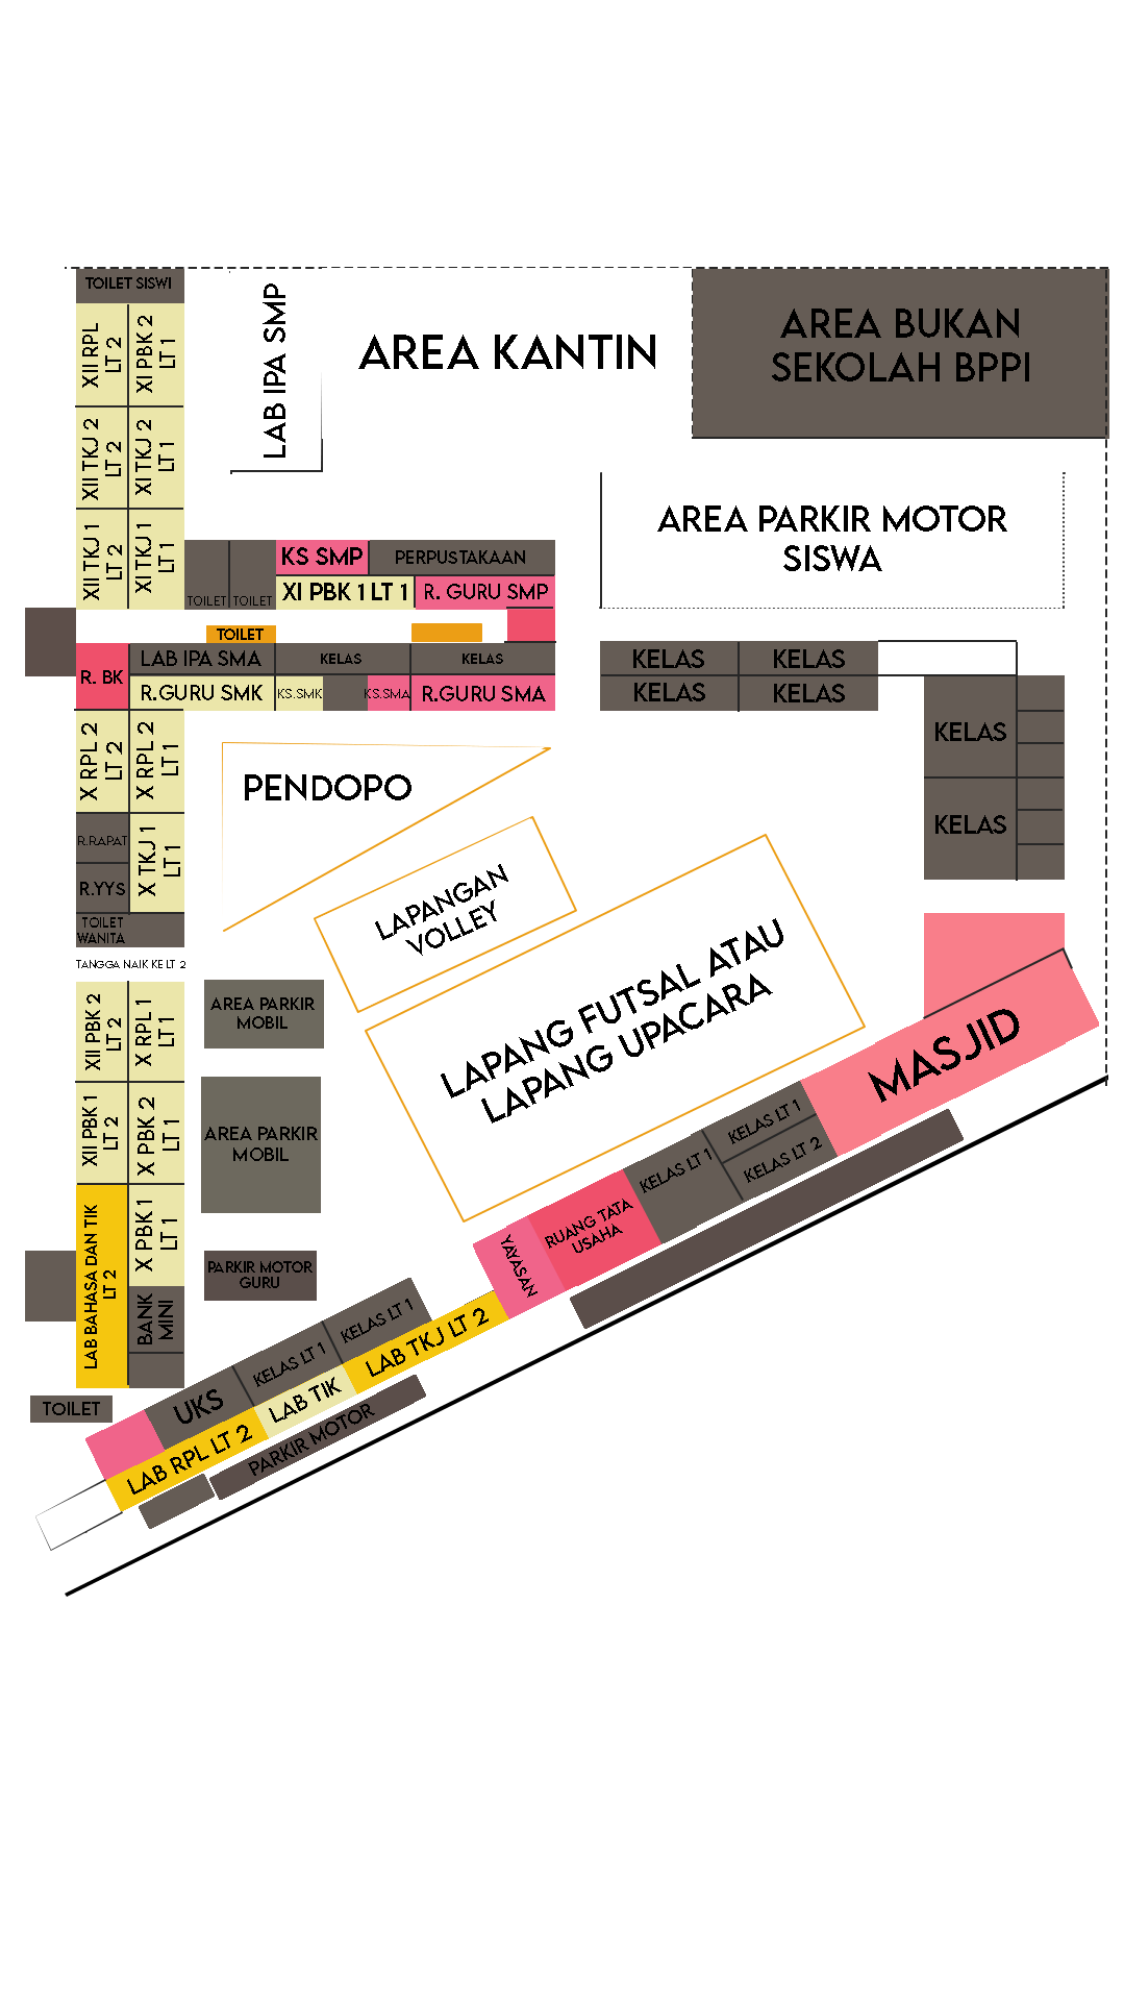 TOILET SISWI
XII RPL
LT 2
XI PBK 2
LT 1
LAB IPA SMP
AREA KANTIN
AREA BUKAN
SEKOLAH BPPI
XII TKJ 2
LT 2
XI TKJ 2
LT 1
AREA PARKIR MOTOR
SISWA
XII TKJ 1
LT 2
XI TKJ 1
LT 1
TOILET
TOILET
KS SMP
PERPUSTAKAAN
XI PBK 1 LT 1
R. GURU SMP
TOILET
R. BK
LAB IPA SMA
KELAS
KELAS
R.GURU SMK
KS.SMK
KS.SMA
R.GURU SMA
KELAS
KELAS
KELAS
KELAS
KELAS
KELAS
X RPL 2
LT 2
X RPL 2
LT 1
PENDOPO
R.RAPAT
X TKJ 1
LT 1
R.YYS
TOILET
WANITA
TANGGA NAIK KE LT 2
LAPANGAN
VOLLEY
LAPANG FUTSAL ATAU
LAPANG UPACARA
MASJID
XII PBK 2
LT 2
X RPL 1
LT 1
AREA PARKIR
MOBIL
XII PBK 1
LT 2
X PBK 2
LT 1
AREA PARKIR
MOBIL
KELAS LT 1
KELAS LT 1
KELAS LT 2
RUANG TATA
USAHA
YAYASAN
LAB BAHASA DAN TIK
LT 2
X PBK 1
LT 1
BANK
MINI
PARKIR MOTOR
GURU
TOILET
UKS
KELAS LT 1
KELAS LT 1
LAB RPL LT 2
LAB TIK
LAB TKJ LT 2
PARKIR MOTOR